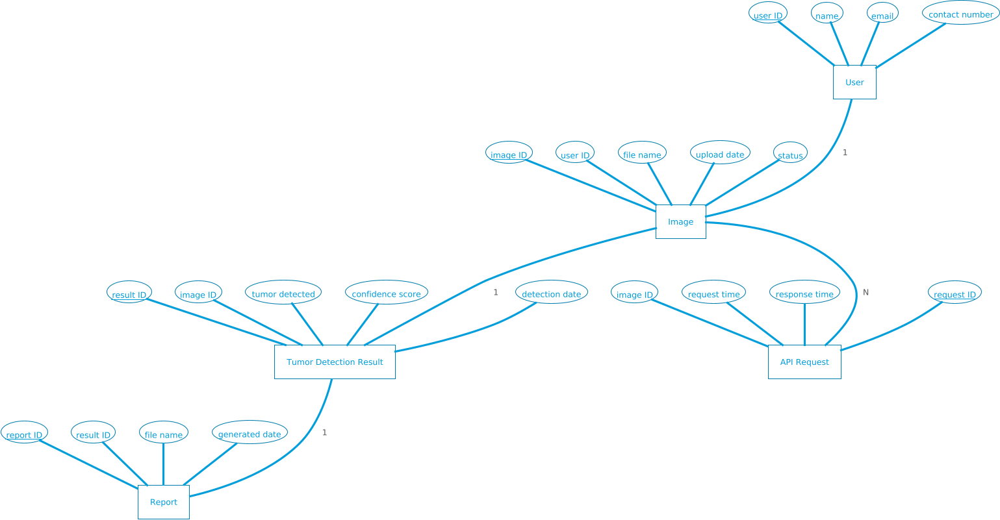 user ID
name
email
contact number
User
1
image ID
user ID
file name
upload date
status
Image
1
N
result ID
image ID
tumor detected
confidence score
detection date
image ID
request time
response time
request ID
Tumor Detection Result
API Request
1
report ID
result ID
file name
generated date
Report